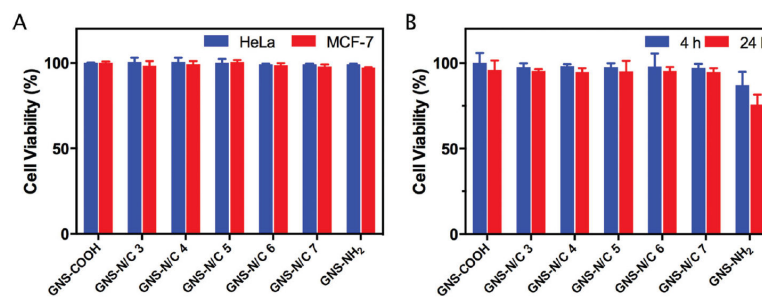 A
HeLa MCF-7
Cell Viability (%)
100
50
0
GNS-COOH
GNS-N/C 3
GNS-N/C 4
GNS-N/C 5
GNS-N/C 6
GNS-N/C 7
GNS-NH₂
B
4 h 24
Cell Viability (%)
100
50
0
GNS-COOH
GNS-N/C 3
GNS-N/C 4
GNS-N/C 5
GNS-N/C 6
GNS-N/C 7
GNS-NH₂